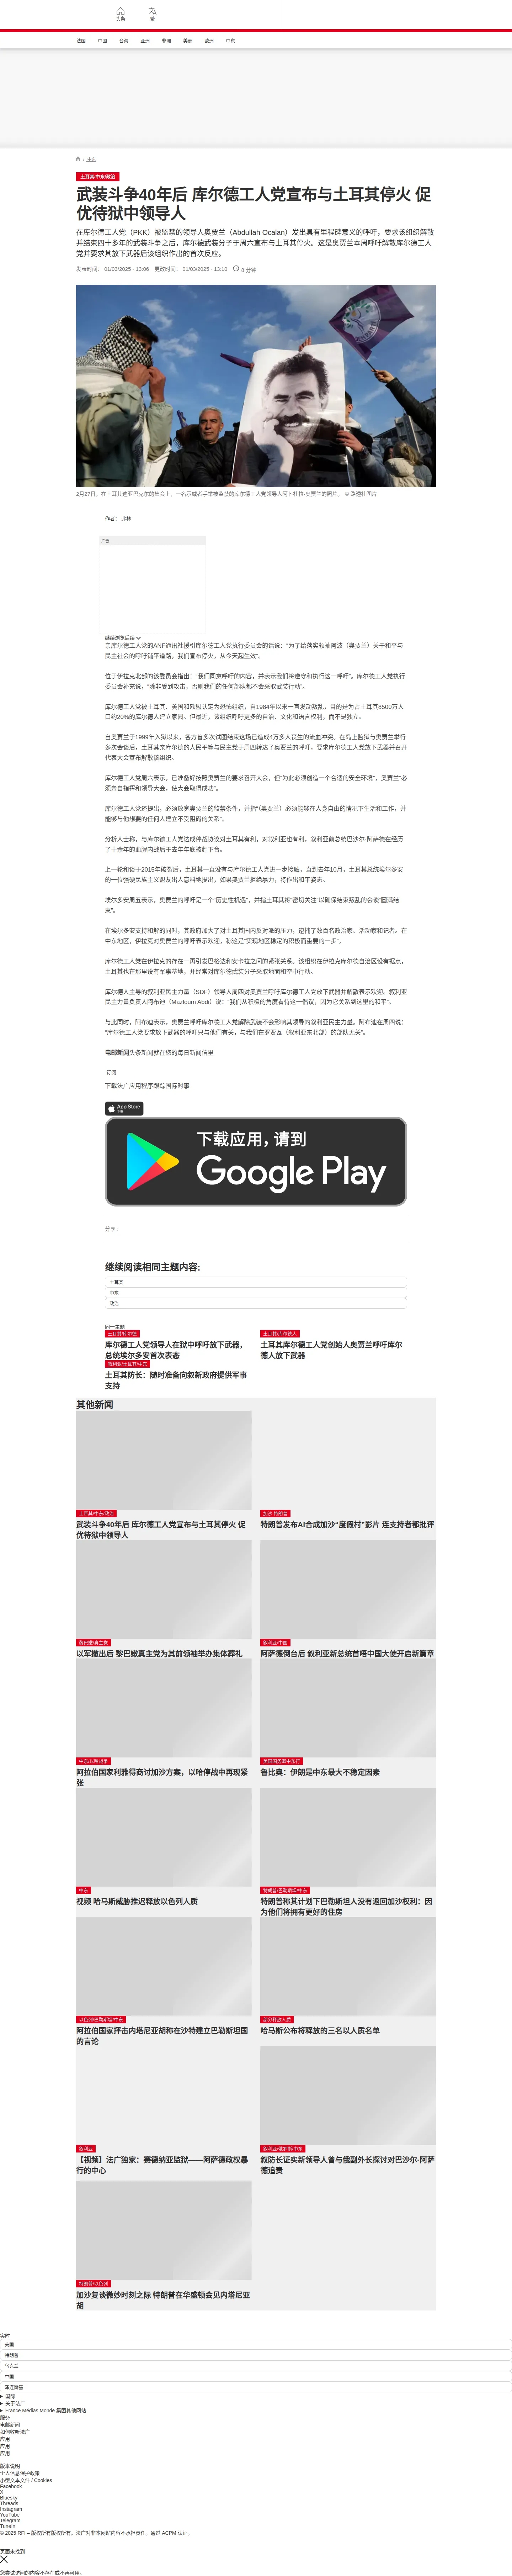 头条
繁
法国
中国
台海
亚洲
非洲
美洲
欧洲
中东
/ 中东
土耳其/中东/政治
武装斗争40年后 库尔德工人党宣布与土耳其停火 促
优待狱中领导人
在库尔德工人党（PKK）被监禁的领导人奥贾兰（Abdullah Ocalan）发出具有里程碑意义的呼吁，要求该组织解散
并结束四十多年的武装斗争之后，库尔德武装分子于周六宣布与土耳其停火。这是奥贾兰本周呼吁解散库尔德工人
党并要求其放下武器后该组织作出的首次反应。
发表时间： 01/03/2025 - 13:06 更改时间： 01/03/2025 - 13:10 8 分钟
2月27日，在土耳其迪亚巴克尔的集会上，一名示威者手举被监禁的库尔德工人党领导人阿卜杜拉·奥贾兰的照片。 © 路透社图片
作者： 弗林
广告
继续浏览后续
亲库尔德工人党的ANF通讯社援引库尔德工人党执行委员会的话说：“为了给落实领袖阿波（奥贾兰）关于和平与
民主社会的呼吁铺平道路，我们宣布停火，从今天起生效”。
位于伊拉克北部的该委员会指出：“我们同意呼吁的内容，并表示我们将遵守和执行这一呼吁”。库尔德工人党执行
委员会补充说，“除非受到攻击，否则我们的任何部队都不会采取武装行动”。
库尔德工人党被土耳其、美国和欧盟认定为恐怖组织，自1984年以来一直发动叛乱，目的是为占土耳其8500万人
口约20%的库尔德人建立家园。但最近，该组织呼吁更多的自治、文化和语言权利，而不是独立。
自奥贾兰于1999年入狱以来，各方曾多次试图结束这场已造成4万多人丧生的流血冲突。在岛上监狱与奥贾兰举行
多次会谈后，土耳其亲库尔德的人民平等与民主党于周四转达了奥贾兰的呼吁，要求库尔德工人党放下武器并召开
代表大会宣布解散该组织。
库尔德工人党周六表示，已准备好按照奥贾兰的要求召开大会，但“为此必须创造一个合适的安全环境”，奥贾兰“必
须亲自指挥和领导大会，使大会取得成功”。
库尔德工人党还提出，必须放宽奥贾兰的监禁条件，并指“（奥贾兰）必须能够在人身自由的情况下生活和工作，并
能够与他想要的任何人建立不受阻碍的关系”。
分析人士称，与库尔德工人党达成停战协议对土耳其有利，对叙利亚也有利，叙利亚前总统巴沙尔·阿萨德在经历
了十余年的血腥内战后于去年年底被赶下台。
上一轮和谈于2015年破裂后，土耳其一直没有与库尔德工人党进一步接触，直到去年10月，土耳其总统埃尔多安
的一位强硬民族主义盟友出人意料地提出，如果奥贾兰拒绝暴力，将作出和平姿态。
埃尔多安周五表示，奥贾兰的呼吁是一个“历史性机遇”，并指土耳其将“密切关注”以确保结束叛乱的会谈“圆满结
束”。
在埃尔多安支持和解的同时，其政府加大了对土耳其国内反对派的压力，逮捕了数百名政治家、活动家和记者。在
中东地区，伊拉克对奥贾兰的呼吁表示欢迎，称这是“实现地区稳定的积极而重要的一步”。
库尔德工人党在伊拉克的存在一再引发巴格达和安卡拉之间的紧张关系。该组织在伊拉克库尔德自治区设有据点，
土耳其也在那里设有军事基地，并经常对库尔德武装分子采取地面和空中行动。
库尔德人主导的叙利亚民主力量（SDF）领导人周四对奥贾兰呼吁库尔德工人党放下武器并解散表示欢迎。叙利亚
民主力量负责人阿布迪（Mazloum Abdi）说：“我们从积极的角度看待这一倡议，因为它关系到这里的和平”。
与此同时，阿布迪表示，奥贾兰呼吁库尔德工人党解除武装不会影响其领导的叙利亚民主力量。阿布迪在周四说：
“库尔德工人党要求放下武器的呼吁只与他们有关，与我们在罗贾瓦（叙利亚东北部）的部队无关”。
电邮新闻头条新闻就在您的每日新闻信里
订阅
下载法广应用程序跟踪国际时事
App Store
下载
下载应用，请到
Google Play
分享 :
继续阅读相同主题内容:
土耳其
中东
政治
同一主题
土耳其/库尔德
库尔德工人党领导人在狱中呼吁放下武器，
总统埃尔多安首次表态
土耳其/库尔德人
土耳其库尔德工人党创始人奥贾兰呼吁库尔
德人放下武器
叙利亚/土耳其/中东
土耳其防长：随时准备向叙新政府提供军事
支持
其他新闻
土耳其/中东/政治
武装斗争40年后 库尔德工人党宣布与土耳其停火 促
优待狱中领导人
加沙 特朗普
特朗普发布AI合成加沙“度假村”影片 连支持者都批评
黎巴嫩/真主党
以军撤出后 黎巴嫩真主党为其前领袖举办集体葬礼
叙利亚/中国
阿萨德倒台后 叙利亚新总统首晤中国大使开启新篇章
中东/以哈战争
阿拉伯国家利雅得商讨加沙方案，以哈停战中再现紧
张
美国国务卿中东行
鲁比奥：伊朗是中东最大不稳定因素
中东
视频 哈马斯威胁推迟释放以色列人质
特朗普/巴勒斯坦/中东
特朗普称其计划下巴勒斯坦人没有返回加沙权利：因
为他们将拥有更好的住房
以色列/巴勒斯坦/中东
阿拉伯国家抨击内塔尼亚胡称在沙特建立巴勒斯坦国
的言论
部分释放人质
哈马斯公布将释放的三名以人质名单
叙利亚
【视频】法广独家：赛德纳亚监狱——阿萨德政权暴
行的中心
叙利亚/俄罗斯/中东
叙防长证实新领导人曾与俄副外长探讨对巴沙尔·阿萨
德追责
特朗普/以色列
加沙复谈微妙时刻之际 特朗普在华盛顿会见内塔尼亚
胡
实时
美国
特朗普
乌克兰
中国
泽连斯基
国际
关于法广
France Médias Monde 集团其他网站
服务
电邮新闻
如何收听法广
应用
应用
应用
版本说明
个人信息保护政策
小型文本文件 / Cookies
Facebook
X
Bluesky
Threads
Instagram
YouTube
Telegram
TuneIn
© 2025 RFI – 版权所有版权所有。法广对非本网站内容不承担责任。通过 ACPM 认证。
页面未找到
您尝试访问的内容不存在或不再可用。